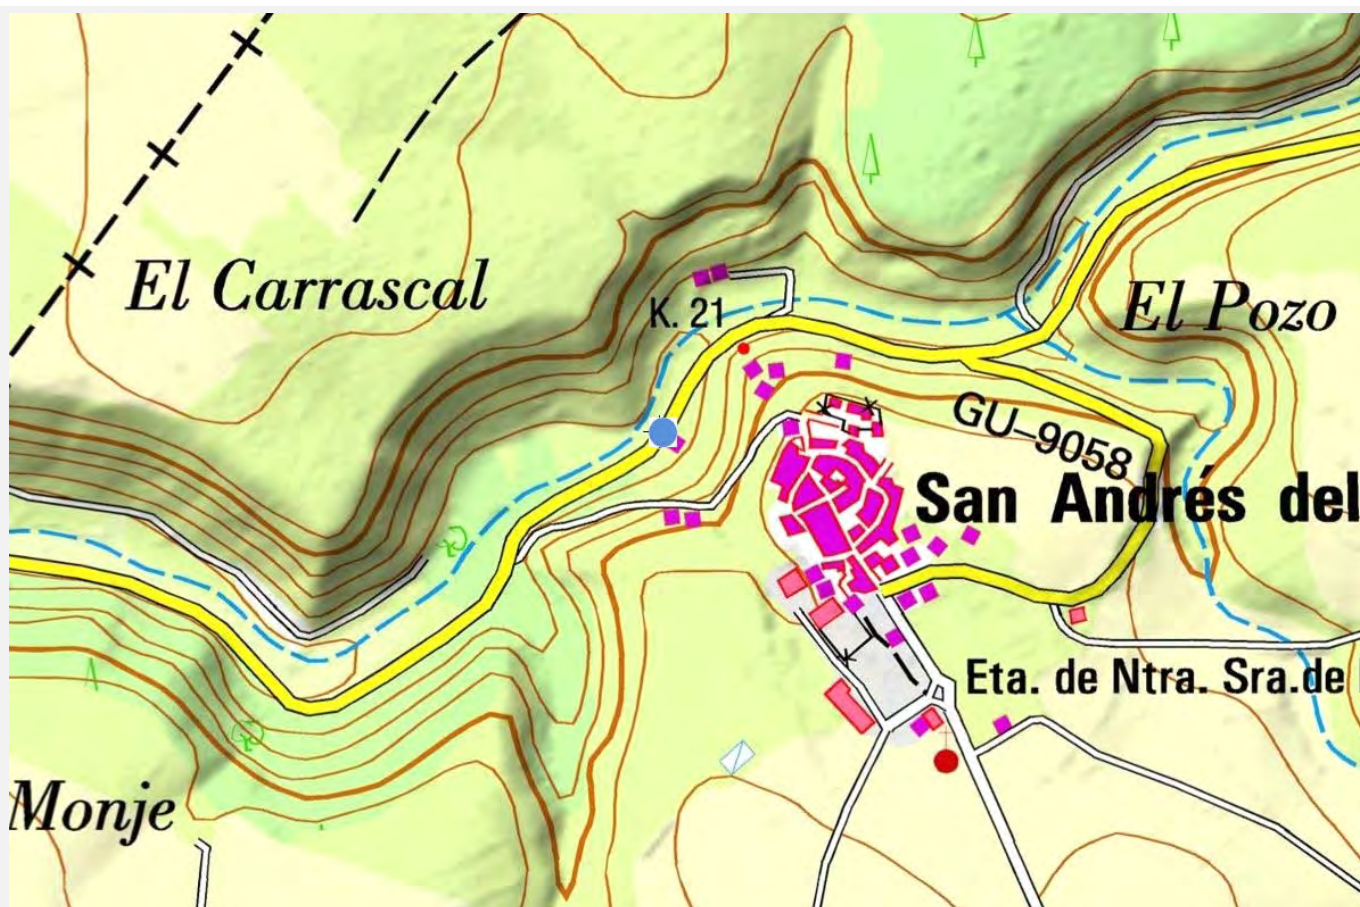 El Carrascal
K. 21
El Pozo
GU-9058
San Andrés del
Eta. de Ntra. Sra.de
Monje